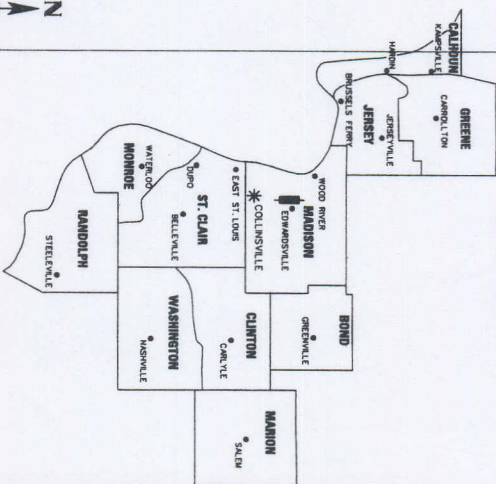 N
CALHOUN
KAMPSVILLE
HARDIN
GREENE
CARROLLTON
JERSEY
JERSEYVILLE
BRUSSELS FERRY
WOOD RIVER
MADISON
EDWARDSVILLE
COLLINSVILLE
EAST ST. LOUIS
ST. CLAIR
BELLEVILLE
DUPO
MONROE
WATERLOO
RANDOLPH
STEELEVILLE
BOND
GREENVILLE
CLINTON
CARLYLE
WASHINGTON
NASHVILLE
MARION
SALEM